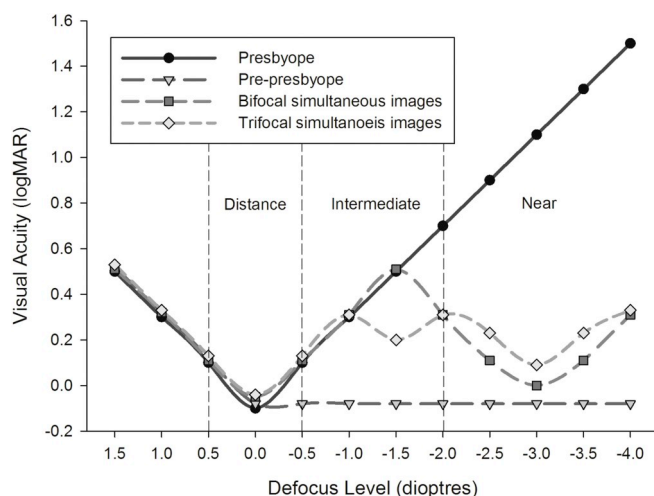 1.6
1.4
1.2
1.0
0.8
0.6
0.4
0.2
0.0
-0.2
Visual Acuity (logMAR)
Presbyope
Pre-presbyope
Bifocal simultaneous images
Trifocal simultanoeis images
Distance
Intermediate
Near
1.5 1.0 0.5 0.0 -0.5 -1.0 -1.5 -2.0 -2.5 -3.0 -3.5 -4.0
Defocus Level (dioptres)